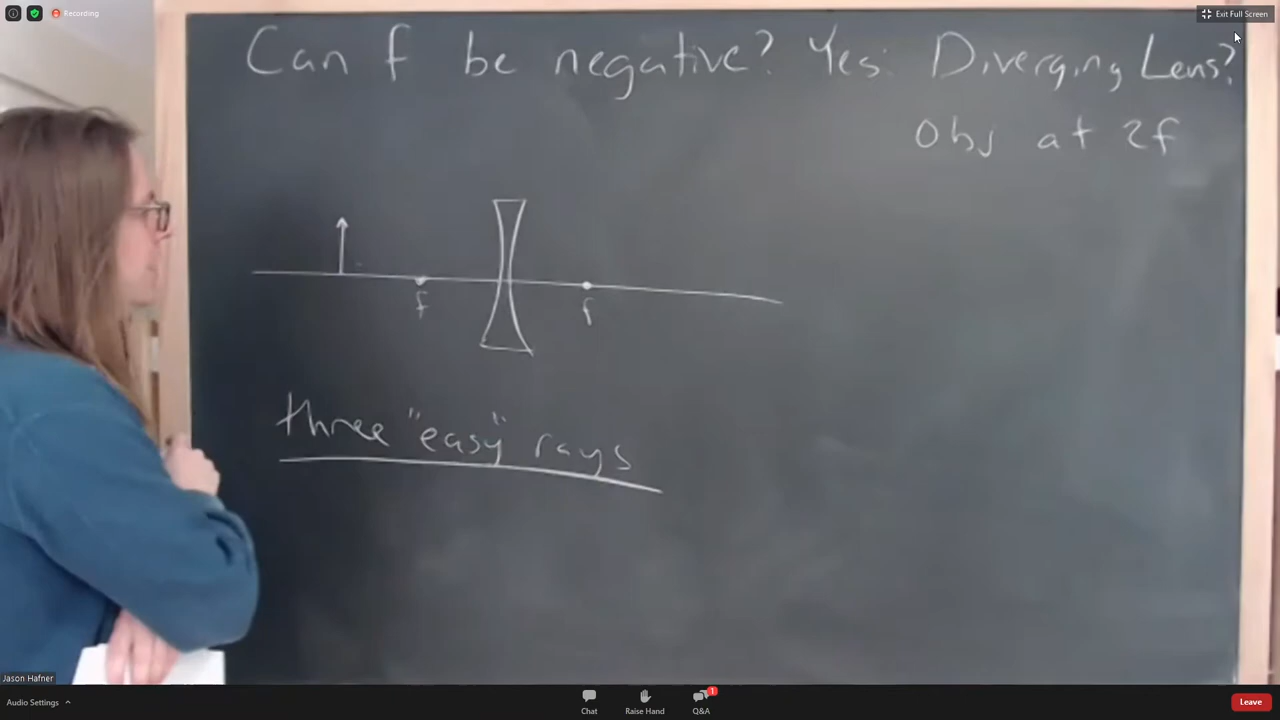 Recording
Exit Full Screen
Can f be negative? Yes: Diverging Lens?
Obj at 2f
f
f
three "easy" rays
Jason Hafner
Audio Settings
Chat
Raise Hand
Q&A
1
Leave